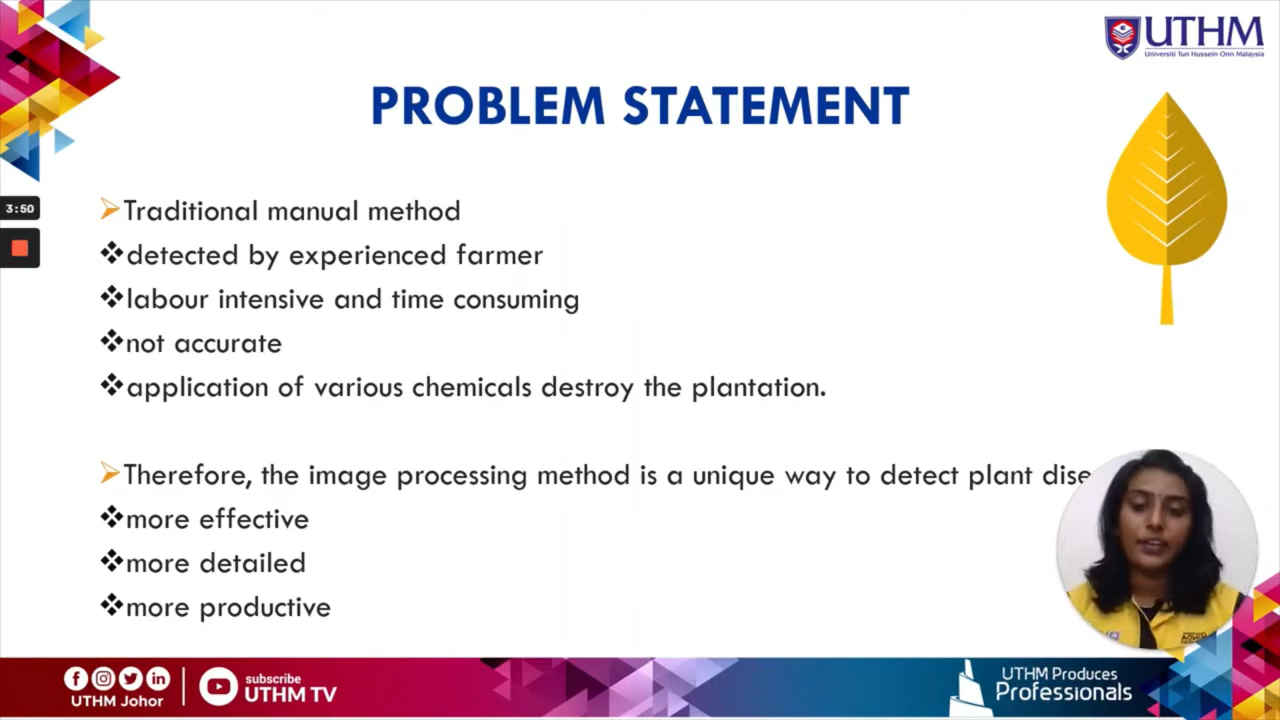 UTHM
Universiti Tun Hussein Onn Malaysia
PROBLEM STATEMENT
3:50
Traditional manual method
detected by experienced farmer
labour intensive and time consuming
not accurate
application of various chemicals destroy the plantation.
Therefore, the image processing method is a unique way to detect plant dise
more effective
more detailed
more productive
UTHM Johor
subscribe
UTHM TV
UTHM Produces
Professionals